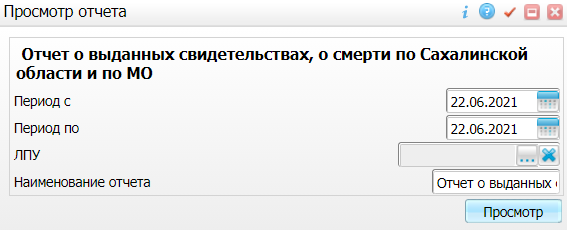 Просмотр отчета
Отчет о выданных свидетельствах, о смерти по Сахалинской
области и по МО
Период с 22.06.2021
Период по 22.06.2021
ЛПУ ...
Наименование отчета Отчет о выданных
Просмотр